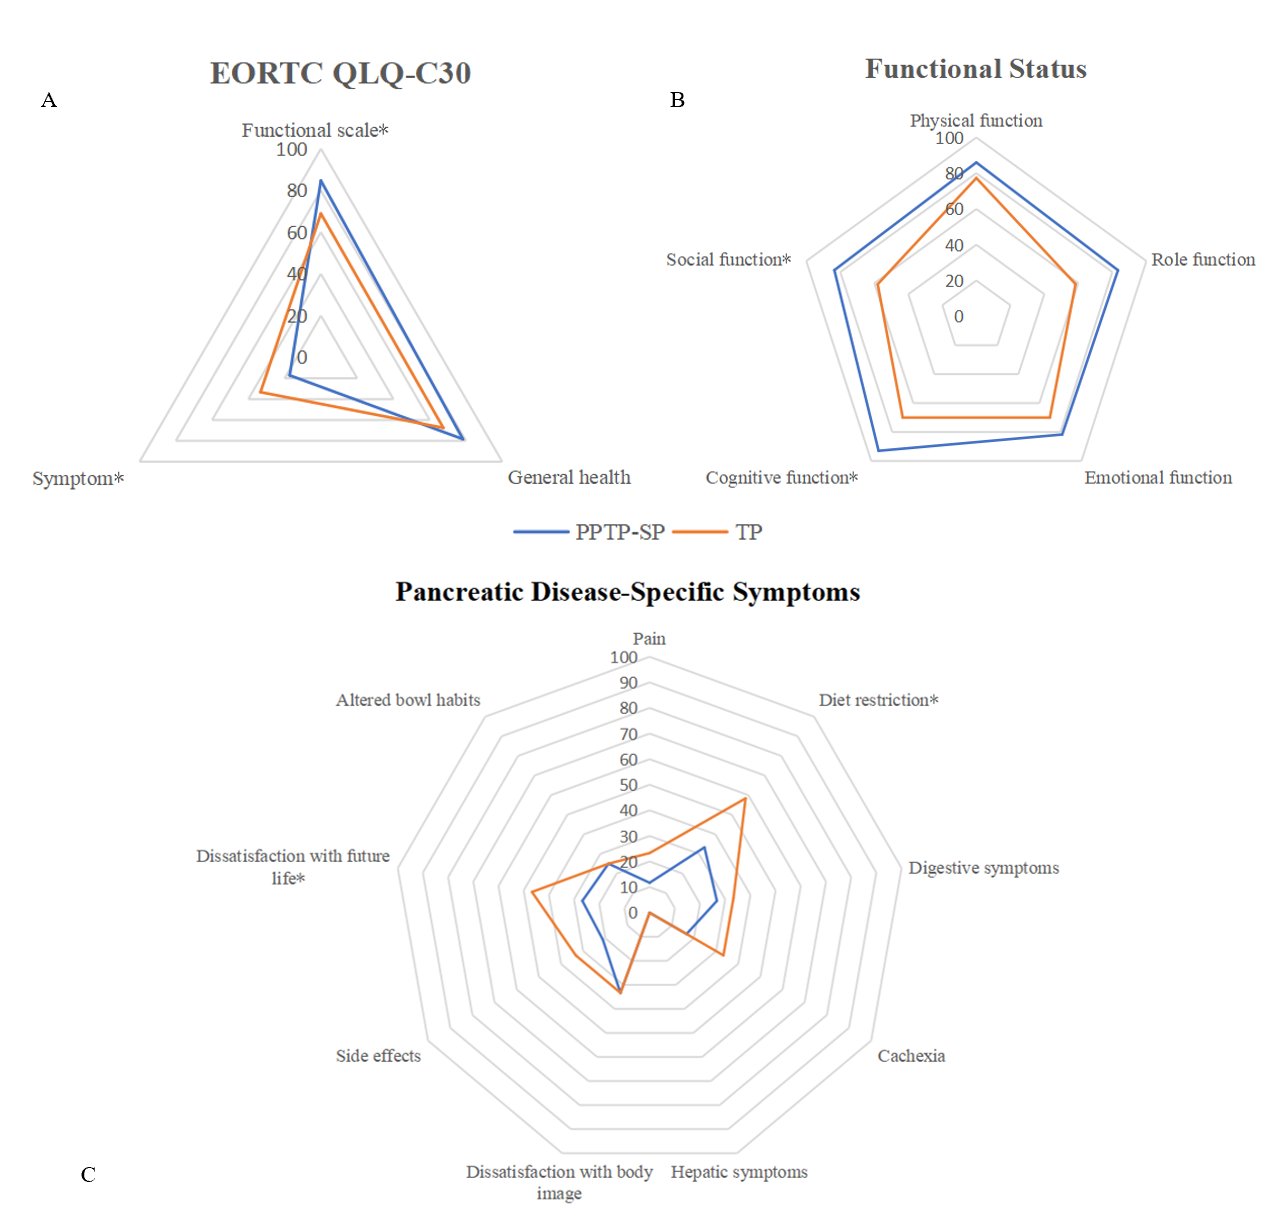 EORTC QLQ-C30
A
Functional scale*
100
80
60
40
20
0
Symptom*
General health
Functional Status
B
Physical function
100
80
60
40
20
0
Social function*
Role function
Cognitive function*
Emotional function
PPTP-SP
TP
Pancreatic Disease-Specific Symptoms
Pain
100
90
80
70
60
50
40
30
20
10
0
Altered bowl habits
Diet restriction*
Dissatisfaction with future
life*
Digestive symptoms
Side effects
Cachexia
Dissatisfaction with body
image
Hepatic symptoms
C